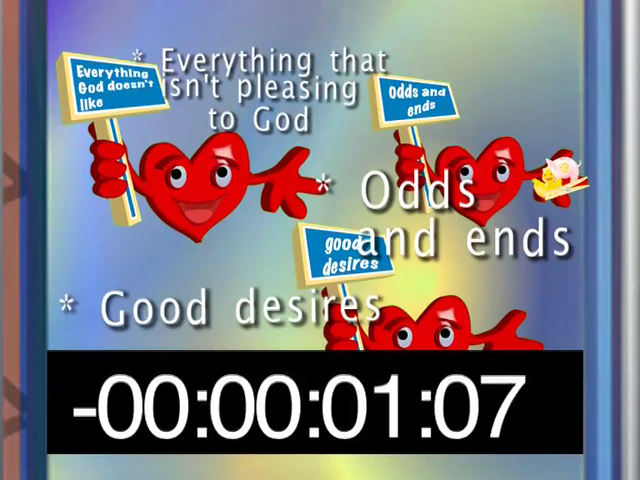 Everything
God doesn't
like
* Everything that
isn't pleasing
to God
Odds and
ends
* Odds
and ends
good
desires
* Good desires
-00:00:01:07